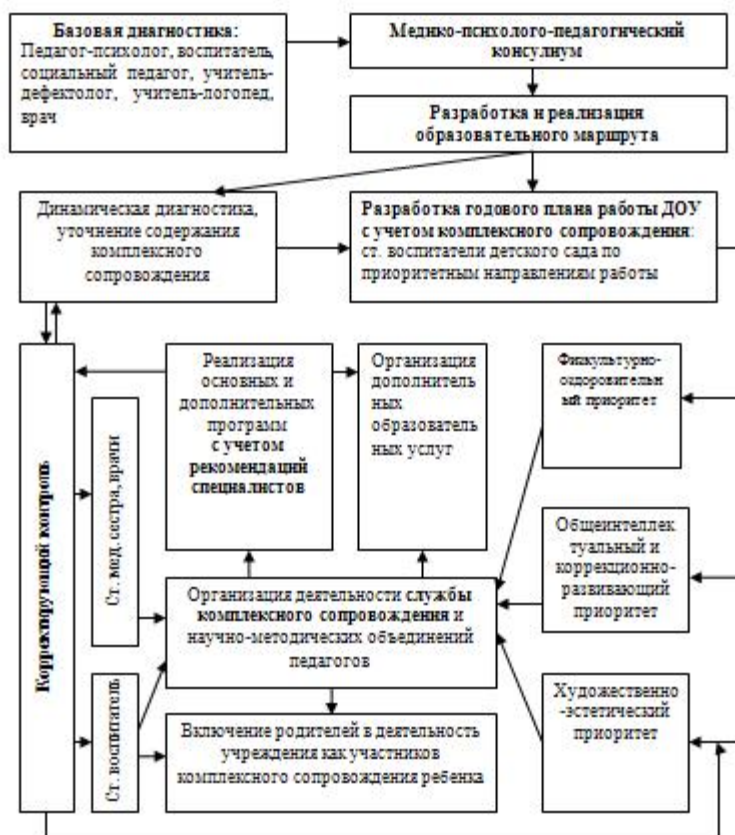 Базовая диагностика:
Педагог-психолог, воспитатель,
социальный педагог, учитель-
дефектолог, учитель-логопед,
врач
Медико-психолого-педагогический
консулиум
Разработка и реализация
образовательного маршрута
Динамическая диагностика,
уточнение содержания
комплексного
сопровождения
Разработка годового плана работы ДОУ
с учетом комплексного сопровождения:
ст. воспитатели детского сада по
приоритетным направлениям работы
Корректирующий контроль
Ст. мед. сестра, врачи
Ст. воспитатель
Реализация
основных и
дополнительных
программ
с учетом
рекомендаций
специалистов
Организация
дополнитель
ных
образователь
ных услуг
Физкультурно-
оздоровительн
ый приоритет
Общеинтеллек
туальный и
коррекционно-
развивающий
приоритет
Организация деятельности службы
комплексного сопровождения и
научно-методических объединений
педагогов
Художественно
-эстетический
приоритет
Включение родителей в деятельность
учреждения как участников
комплексного сопровождения ребенка